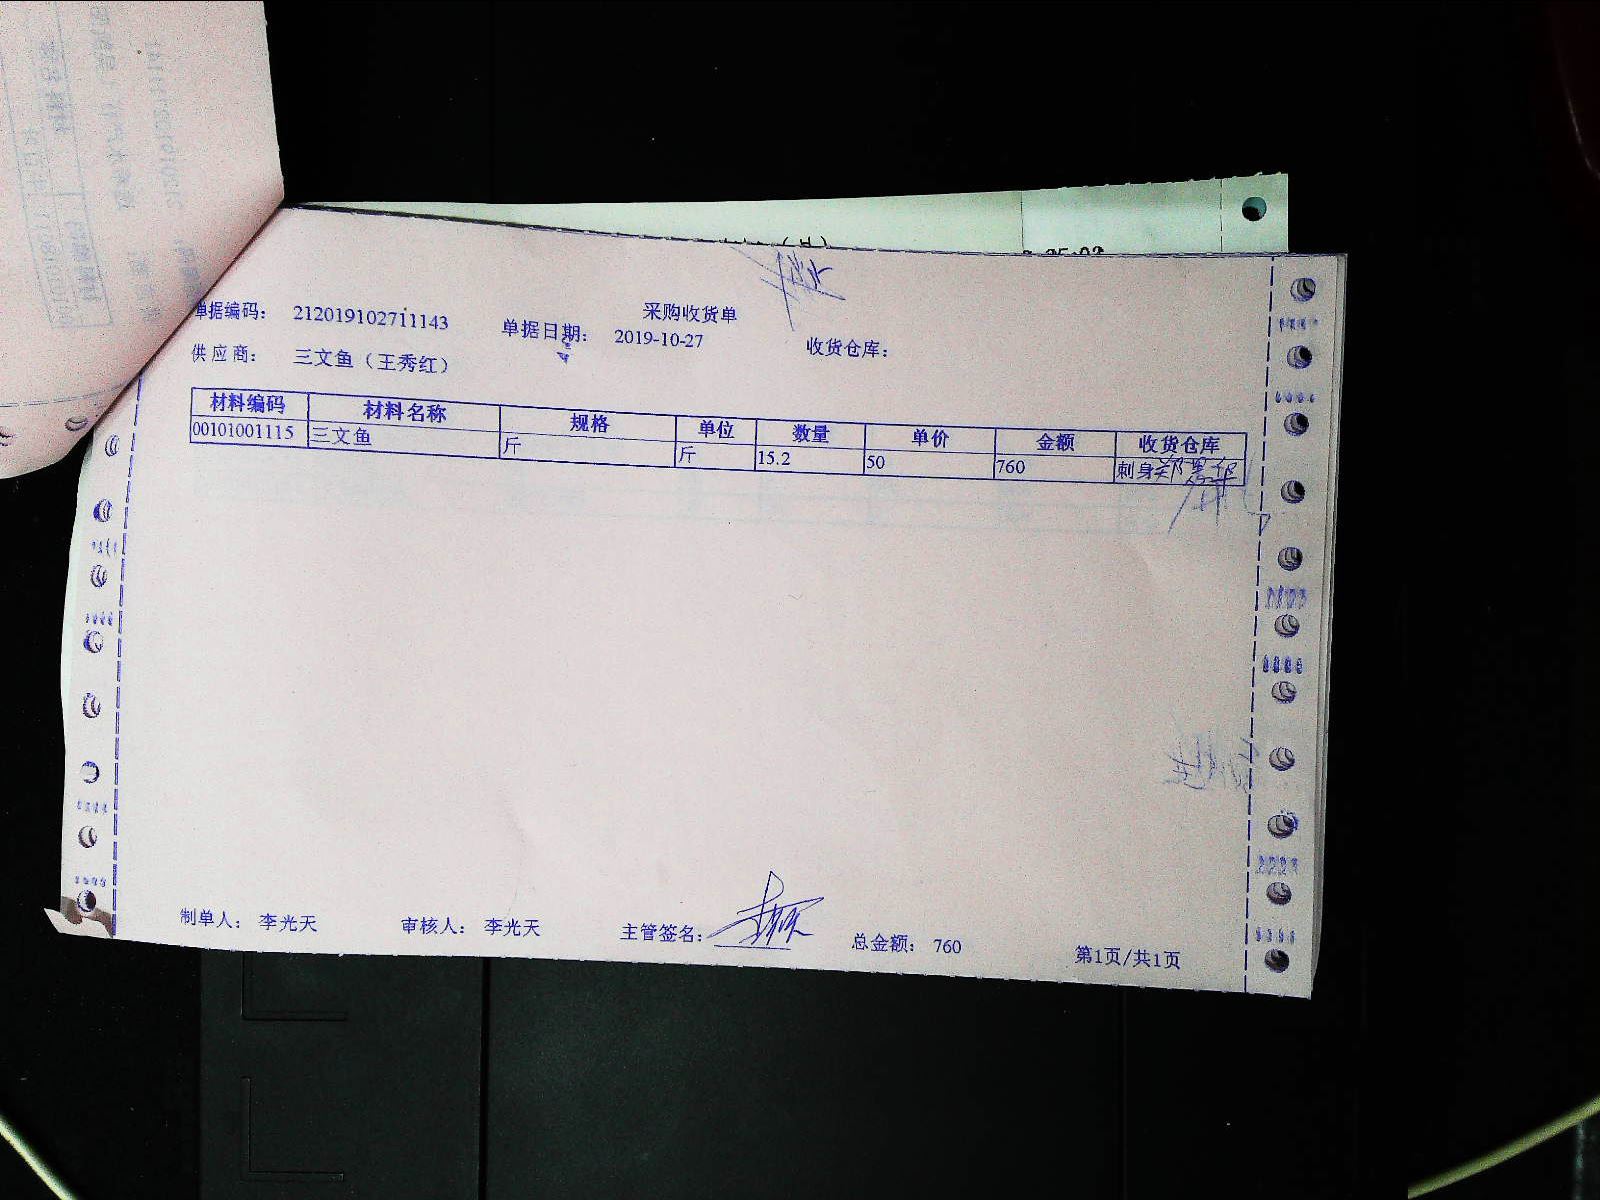 采购收货单
单据编码： 212019102711143 单据日期： 2019-10-27 收货仓库：
供应商： 三文鱼（王秀红）
材料编码 材料名称 规格 单位 数量 单价 金额 收货仓库
00101001115 三文鱼 斤 斤 15.2 50 760 刺身
制单人： 李光天 审核人： 李光天 主管签名： 总金额： 760 第1页/共1页